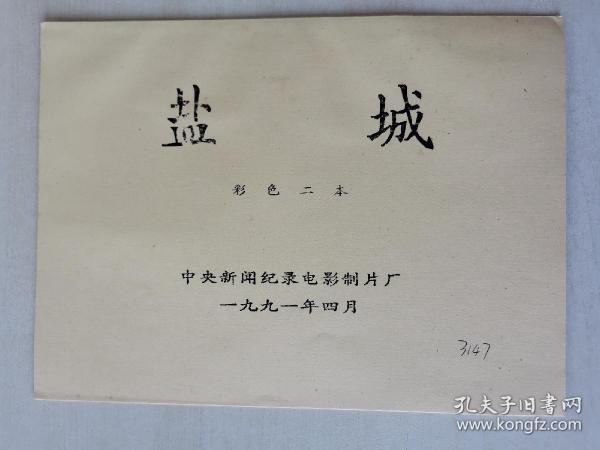 盐城
彩色二本
中央新闻纪录电影制片厂
一九九一年四月
3147
孔夫子旧書网
www.kongfz.com